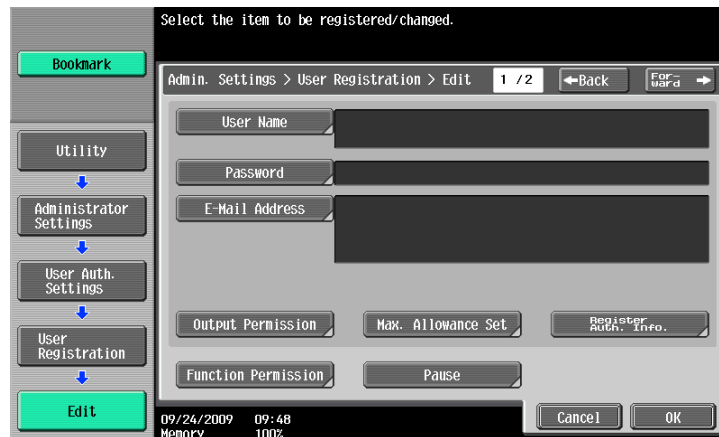 Select the item to be registered/changed.
Bookmark
Admin. Settings > User Registration > Edit 1 /2 ←Back For-
ward →
User Name
Utility
Password
Administrator
Settings
E-Mail Address
User Auth.
Settings
Output Permission
Max. Allowance Set
Register
Auth. Info.
User
Registration
Function Permission
Pause
Edit
Cancel
OK
09/24/2009 09:48
Memory 100%